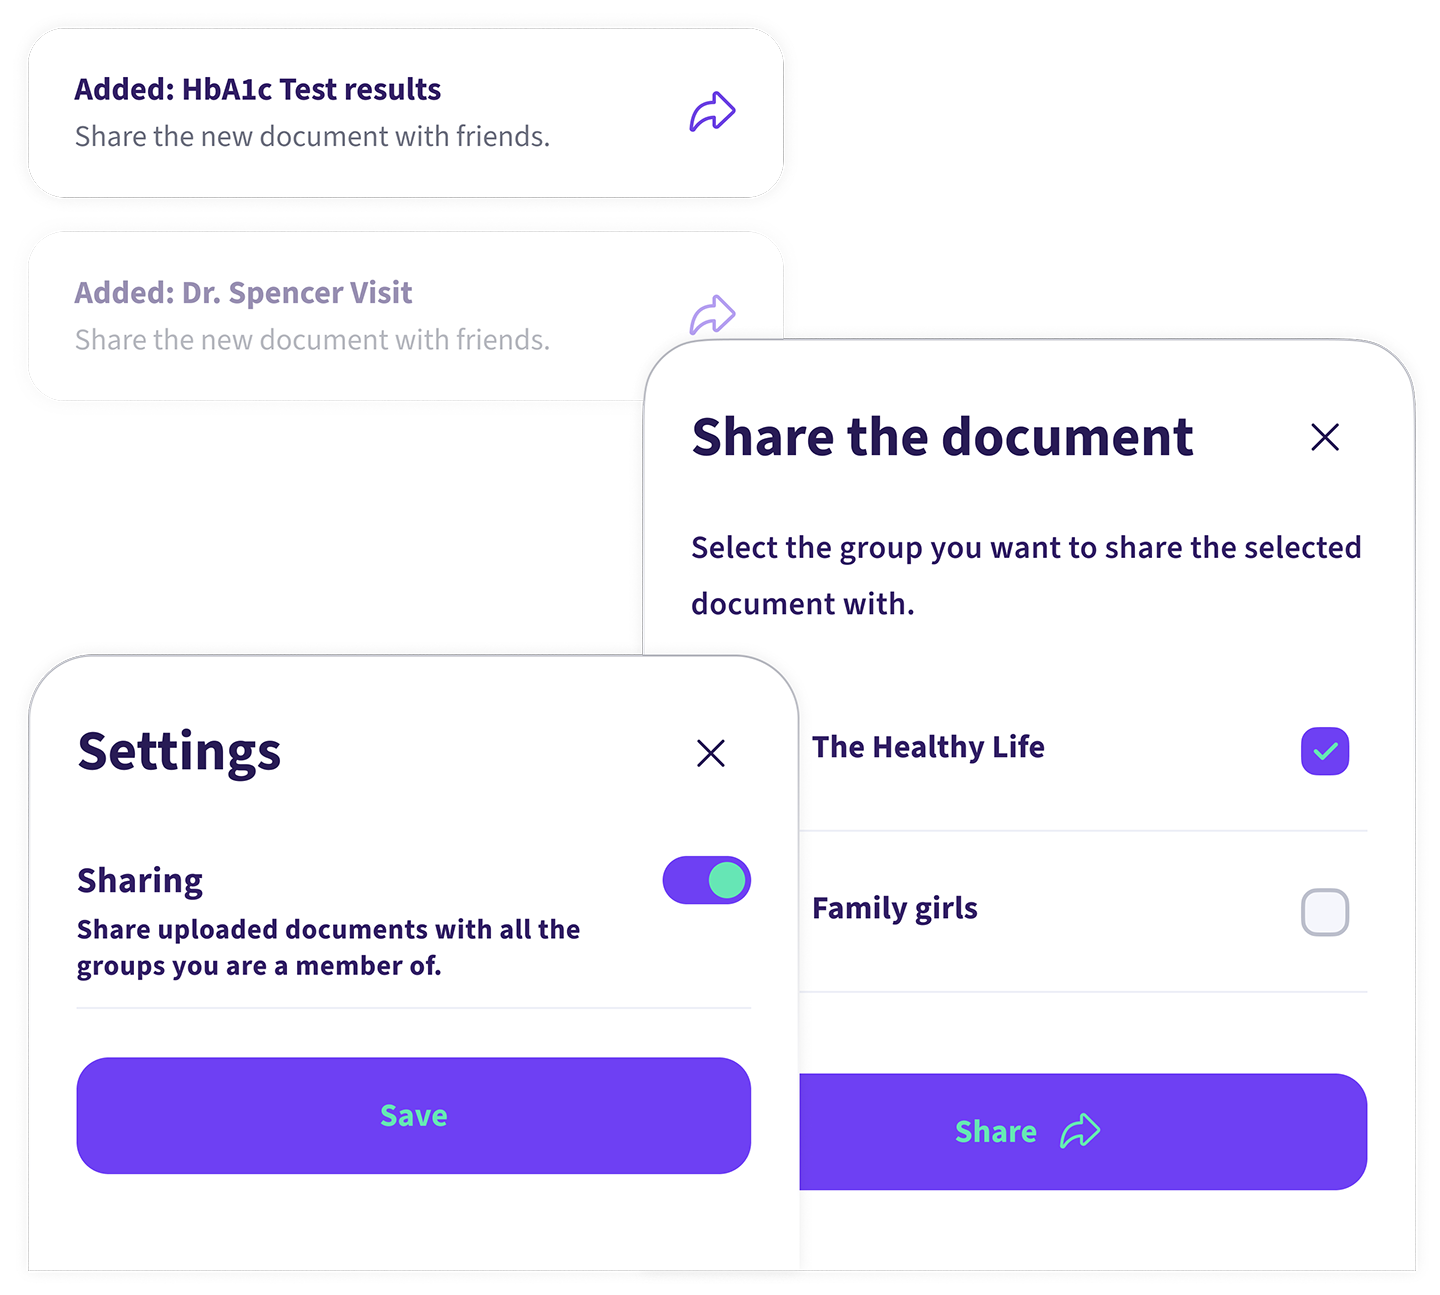 Added: HbA1c Test results
Share the new document with friends.
Added: Dr. Spencer Visit
Share the new document with friends.
Share the document
Select the group you want to share the selected
document with.
The Healthy Life
Family girls
Share
Settings
Sharing
Share uploaded documents with all the
groups you are a member of.
Save